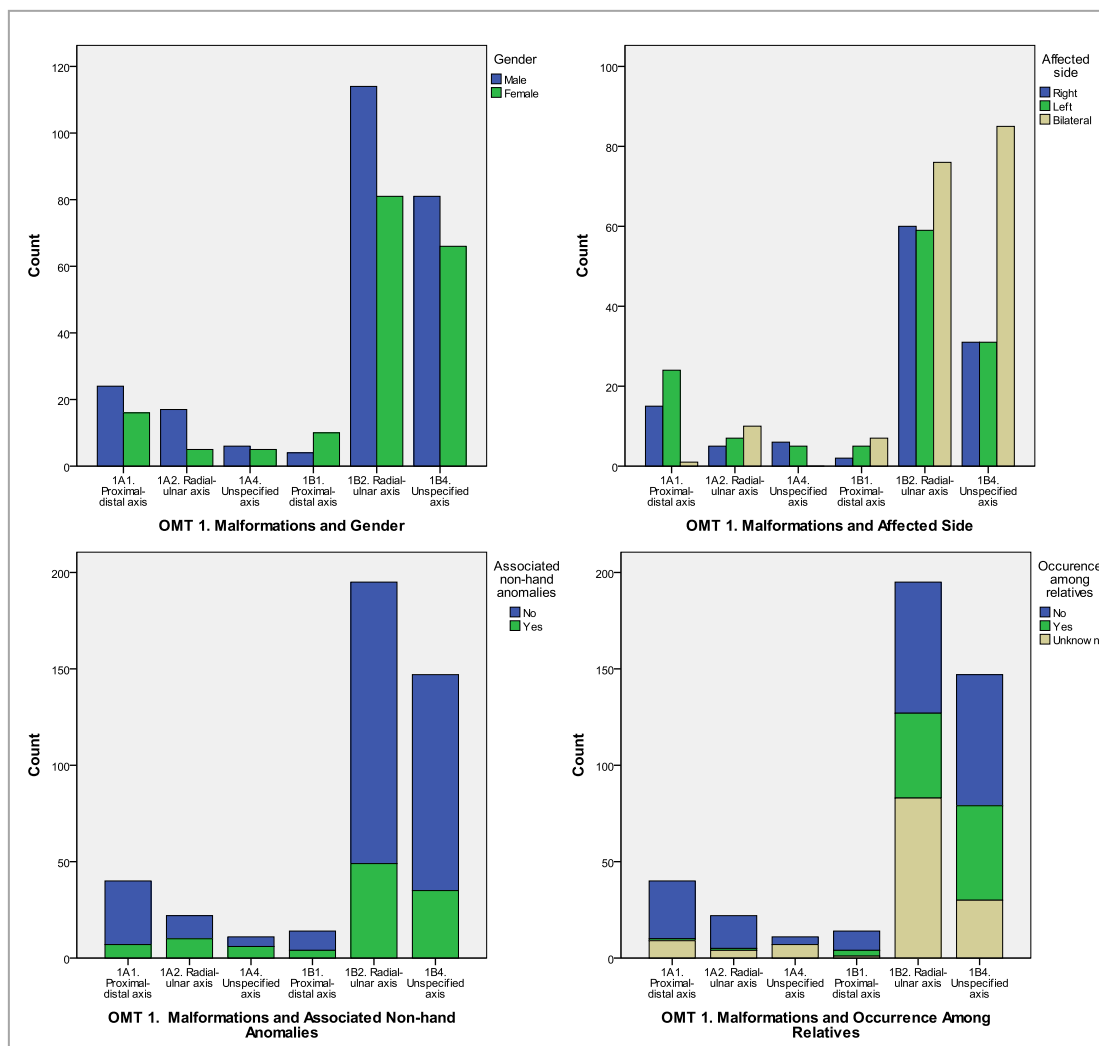 Gender
Male
Female
120
100
80
60
40
20
0
Count
1A1. Proximal-distal axis
1A2. Radial-ulnar axis
1A4. Unspecified axis
1B1. Proximal-distal axis
1B2. Radial-ulnar axis
1B4. Unspecified axis
OMT 1. Malformations and Gender
Affected
side
Right
Left
Bilateral
100
80
60
40
20
0
Count
1A1. Proximal-distal axis
1A2. Radial-ulnar axis
1A4. Unspecified axis
1B1. Proximal-distal axis
1B2. Radial-ulnar axis
1B4. Unspecified axis
OMT 1. Malformations and Affected Side
Associated
non-hand
anomalies
No
Yes
200
150
100
50
0
Count
1A1. Proximal-distal axis
1A2. Radial-ulnar axis
1A4. Unspecified axis
1B1. Proximal-distal axis
1B2. Radial-ulnar axis
1B4. Unspecified axis
OMT 1. Malformations and Associated Non-hand
Anomalies
Occurence
among
relatives
No
Yes
Unknown
200
150
100
50
0
Count
1A1. Proximal-distal axis
1A2. Radial-ulnar axis
1A4. Unspecified axis
1B1. Proximal-distal axis
1B2. Radial-ulnar axis
1B4. Unspecified axis
OMT 1. Malformations and Occurrence Among
Relatives